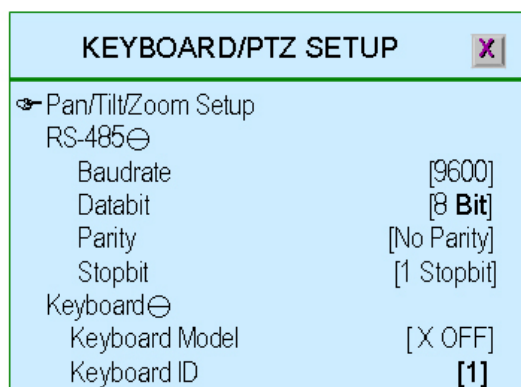 KEYBOARD/PTZ SETUP X
Pan/Tilt/Zoom Setup
RS-485
Baudrate [9600]
Databit [8 Bit]
Parity [No Parity]
Stopbit [1 Stopbit]
Keyboard
Keyboard Model [ X OFF]
Keyboard ID [1]